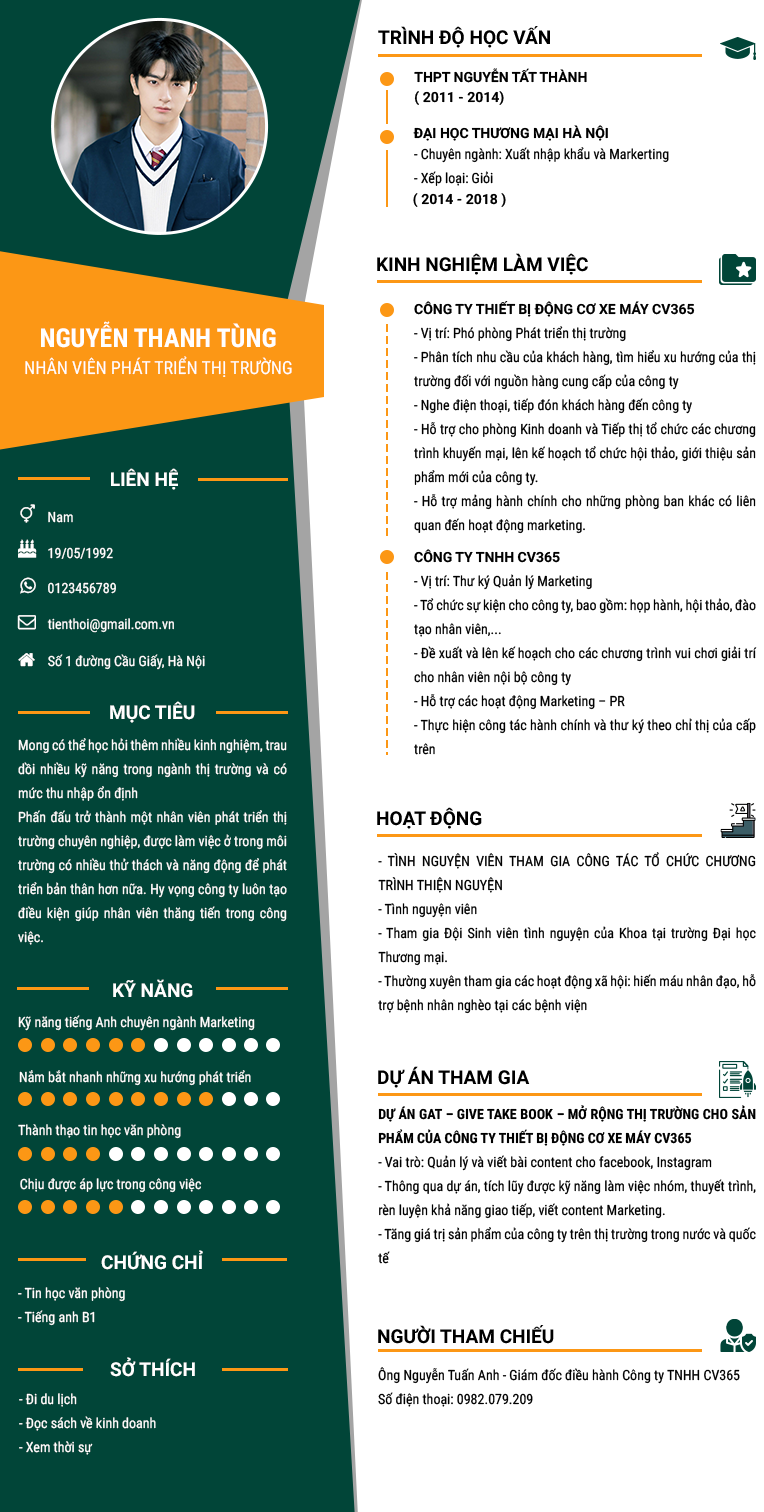 NGUYỄN THANH TÙNG
NHÂN VIÊN PHÁT TRIỂN THỊ TRƯỜNG
LIÊN HỆ
Nam
19/05/1992
0123456789
tienthoi@gmail.com.vn
Số 1 đường Cầu Giấy, Hà Nội
MỤC TIÊU
Mong có thể học hỏi thêm nhiều kinh nghiệm, trau
dồi nhiều kỹ năng trong ngành thị trường và có
mức thu nhập ổn định
Phấn đấu trở thành một nhân viên phát triển thị
trường chuyên nghiệp, được làm việc ở trong môi
trường có nhiều thử thách và năng động để phát
triển bản thân hơn nữa. Hy vọng công ty luôn tạo
điều kiện giúp nhân viên thăng tiến trong công
việc.
KỸ NĂNG
Kỹ năng tiếng Anh chuyên ngành Marketing
Nắm bắt nhanh những xu hướng phát triển
Thành thạo tin học văn phòng
Chịu được áp lực trong công việc
CHỨNG CHỈ
- Tin học văn phòng
- Tiếng anh B1
SỞ THÍCH
- Đi du lịch
- Đọc sách về kinh doanh
- Xem thời sự
TRÌNH ĐỘ HỌC VẤN
THPT NGUYỄN TẤT THÀNH
( 2011 - 2014)
ĐẠI HỌC THƯƠNG MẠI HÀ NỘI
- Chuyên ngành: Xuất nhập khẩu và Markerting
- Xếp loại: Giỏi
( 2014 - 2018 )
KINH NGHIỆM LÀM VIỆC
CÔNG TY THIẾT BỊ ĐỘNG CƠ XE MÁY CV365
- Vị trí: Phó phòng Phát triển thị trường
- Phân tích nhu cầu của khách hàng, tìm hiểu xu hướng của thị
trường đối với nguồn hàng cung cấp của công ty
- Nghe điện thoại, tiếp đón khách hàng đến công ty
- Hỗ trợ cho phòng Kinh doanh và Tiếp thị tổ chức các chương
trình khuyến mại, lên kế hoạch tổ chức hội thảo, giới thiệu sản
phẩm mới của công ty.
- Hỗ trợ mảng hành chính cho những phòng ban khác có liên
quan đến hoạt động marketing.
CÔNG TY TNHH CV365
- Vị trí: Thư ký Quản lý Marketing
- Tổ chức sự kiện cho công ty, bao gồm: họp hành, hội thảo, đào
tạo nhân viên,...
- Đề xuất và lên kế hoạch cho các chương trình vui chơi giải trí
cho nhân viên nội bộ công ty
- Hỗ trợ các hoạt động Marketing – PR
- Thực hiện công tác hành chính và thư ký theo chỉ thị của cấp
trên
HOẠT ĐỘNG
- TÌNH NGUYỆN VIÊN THAM GIA CÔNG TÁC TỔ CHỨC CHƯƠNG
TRÌNH THIỆN NGUYỆN
- Tình nguyện viên
- Tham gia Đội Sinh viên tình nguyện của Khoa tại trường Đại học
Thương mại.
- Thường xuyên tham gia các hoạt động xã hội: hiến máu nhân đạo, hỗ
trợ bệnh nhân nghèo tại các bệnh viện
DỰ ÁN THAM GIA
DỰ ÁN GAT – GIVE TAKE BOOK – MỞ RỘNG THỊ TRƯỜNG CHO SẢN
PHẨM CỦA CÔNG TY THIẾT BỊ ĐỘNG CƠ XE MÁY CV365
- Vai trò: Quản lý và viết bài content cho facebook, Instagram
- Thông qua dự án, tích lũy được kỹ năng làm việc nhóm, thuyết trình,
rèn luyện khả năng giao tiếp, viết content Marketing.
- Tăng giá trị sản phẩm của công ty trên thị trường trong nước và quốc
tế
NGƯỜI THAM CHIẾU
Ông Nguyễn Tuấn Anh - Giám đốc điều hành Công ty TNHH CV365
Số điện thoại: 0982.079.209